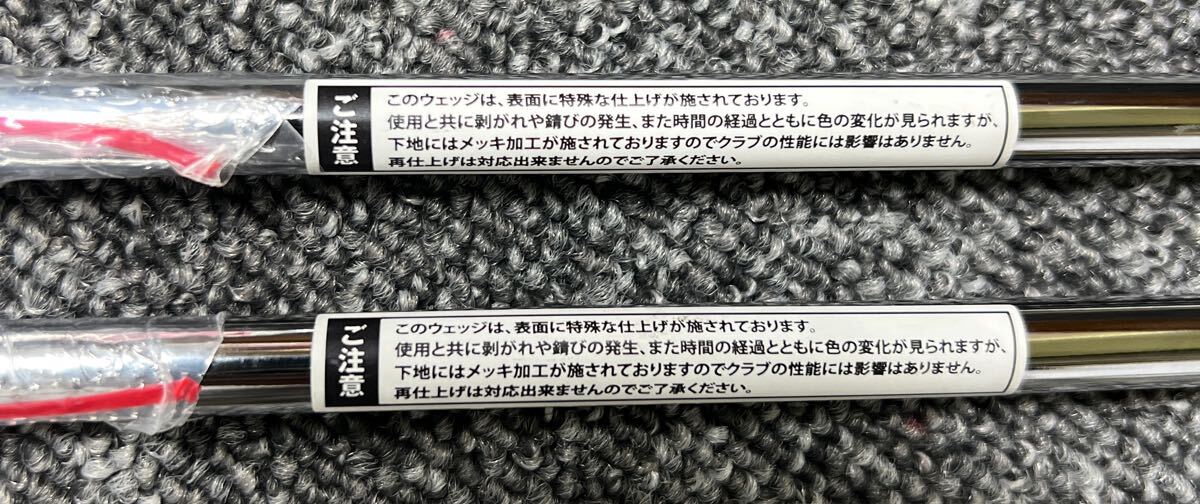 ご注意
このウェッジは、表面に特殊な仕上げが施されております。
使用と共に剥がれや錆びの発生、また時間の経過とともに色の変化が見られますが、
下地にはメッキ加工が施されておりますのでクラブの性能には影響はありません。
再仕上げは対応出来ませんのでご了承ください。
ご注意
このウェッジは、表面に特殊な仕上げが施されております。
使用と共に剥がれや錆びの発生、また時間の経過とともに色の変化が見られますが、
下地にはメッキ加工が施されておりますのでクラブの性能には影響はありません。
再仕上げは対応出来ませんのでご了承ください。